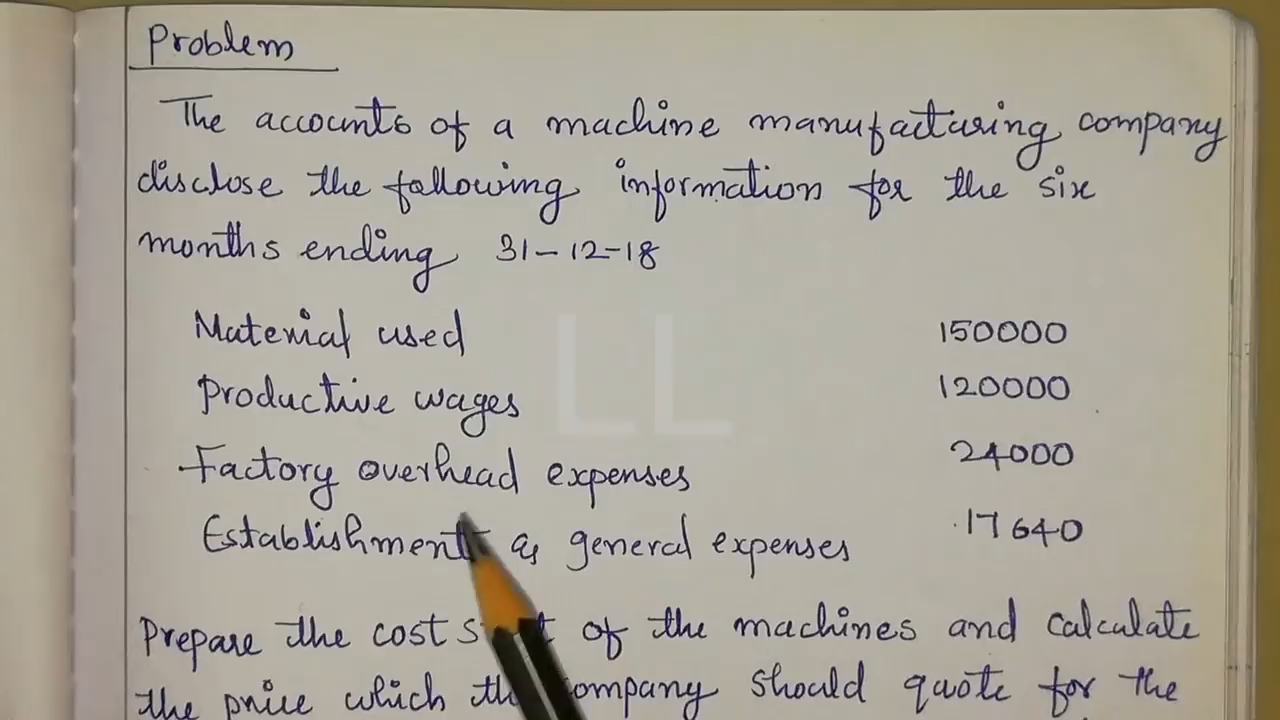 Problem
The accounts of a machine manufacturing company
disclose the following information for the six
months ending 31-12-18
Material used 150000
Productive wages 120000
Factory overhead expenses 24000
Establishment & general expenses 17640
Prepare the cost of the machines and calculate
the price which the company should quote for the
LL